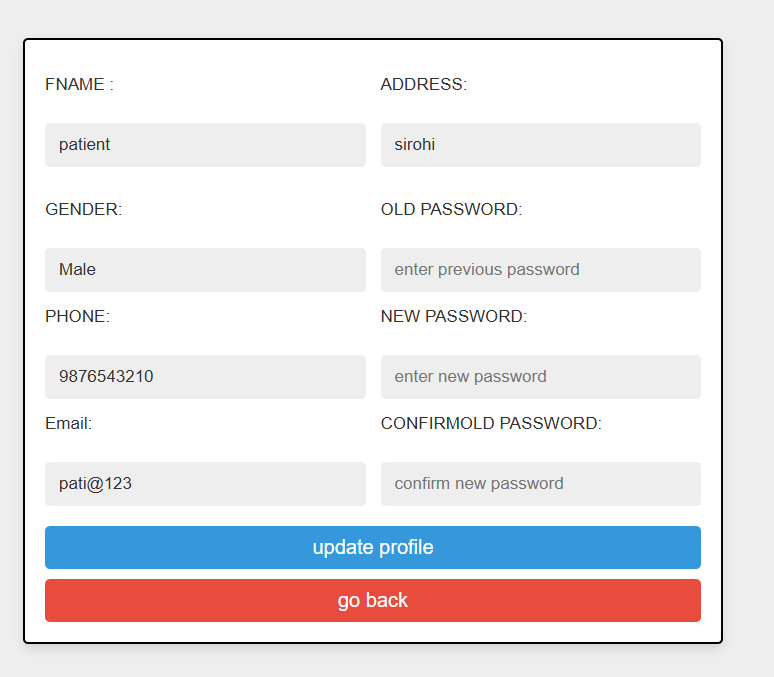 FNAME :
ADDRESS:
patient
sirohi
GENDER:
OLD PASSWORD:
Male
enter previous password
PHONE:
NEW PASSWORD:
9876543210
enter new password
Email:
CONFIRMOLD PASSWORD:
pati@123
confirm new password
update profile
go back